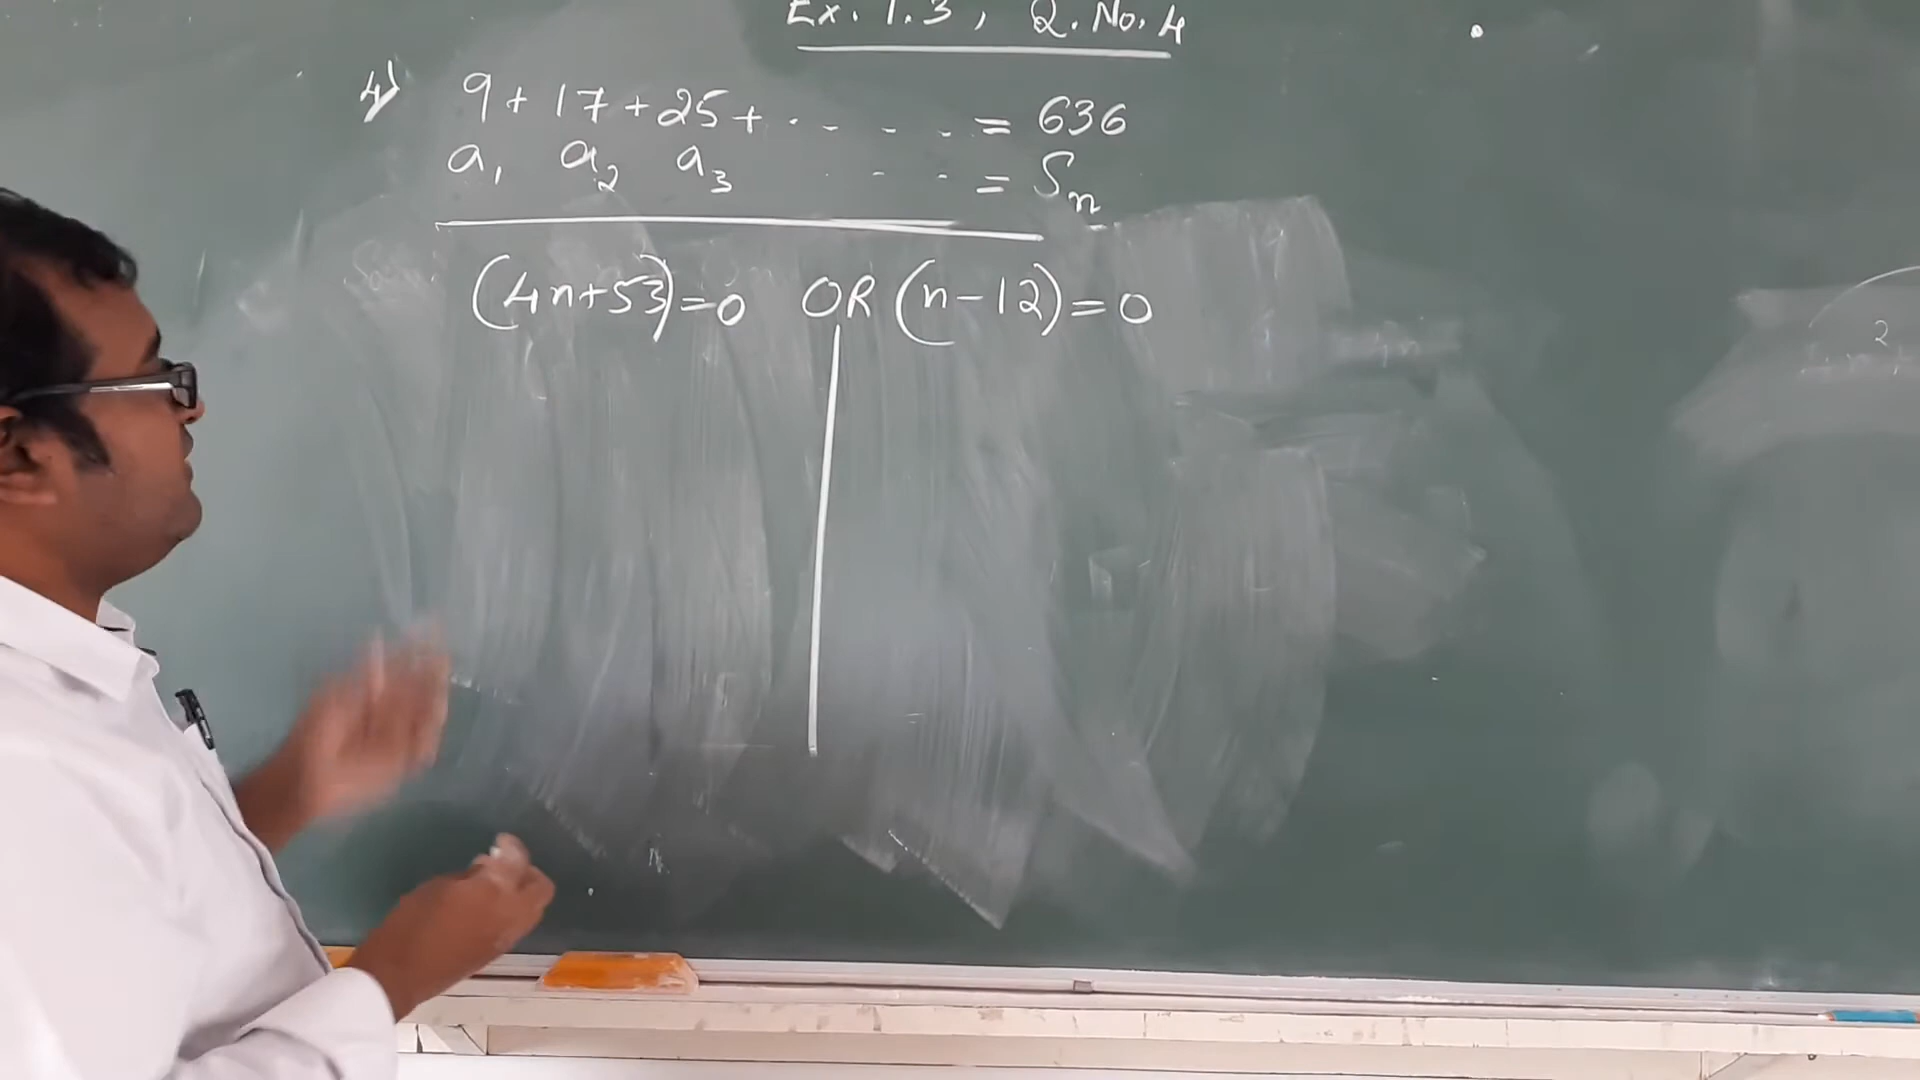 Ex. 1.3, Q. No. 4
4) 9 + 17 + 25 + . . . . . = 636
a₁ a₂ a₃ . . . . = Sₙ
(4n+53)=0 OR (n-12)=0
2